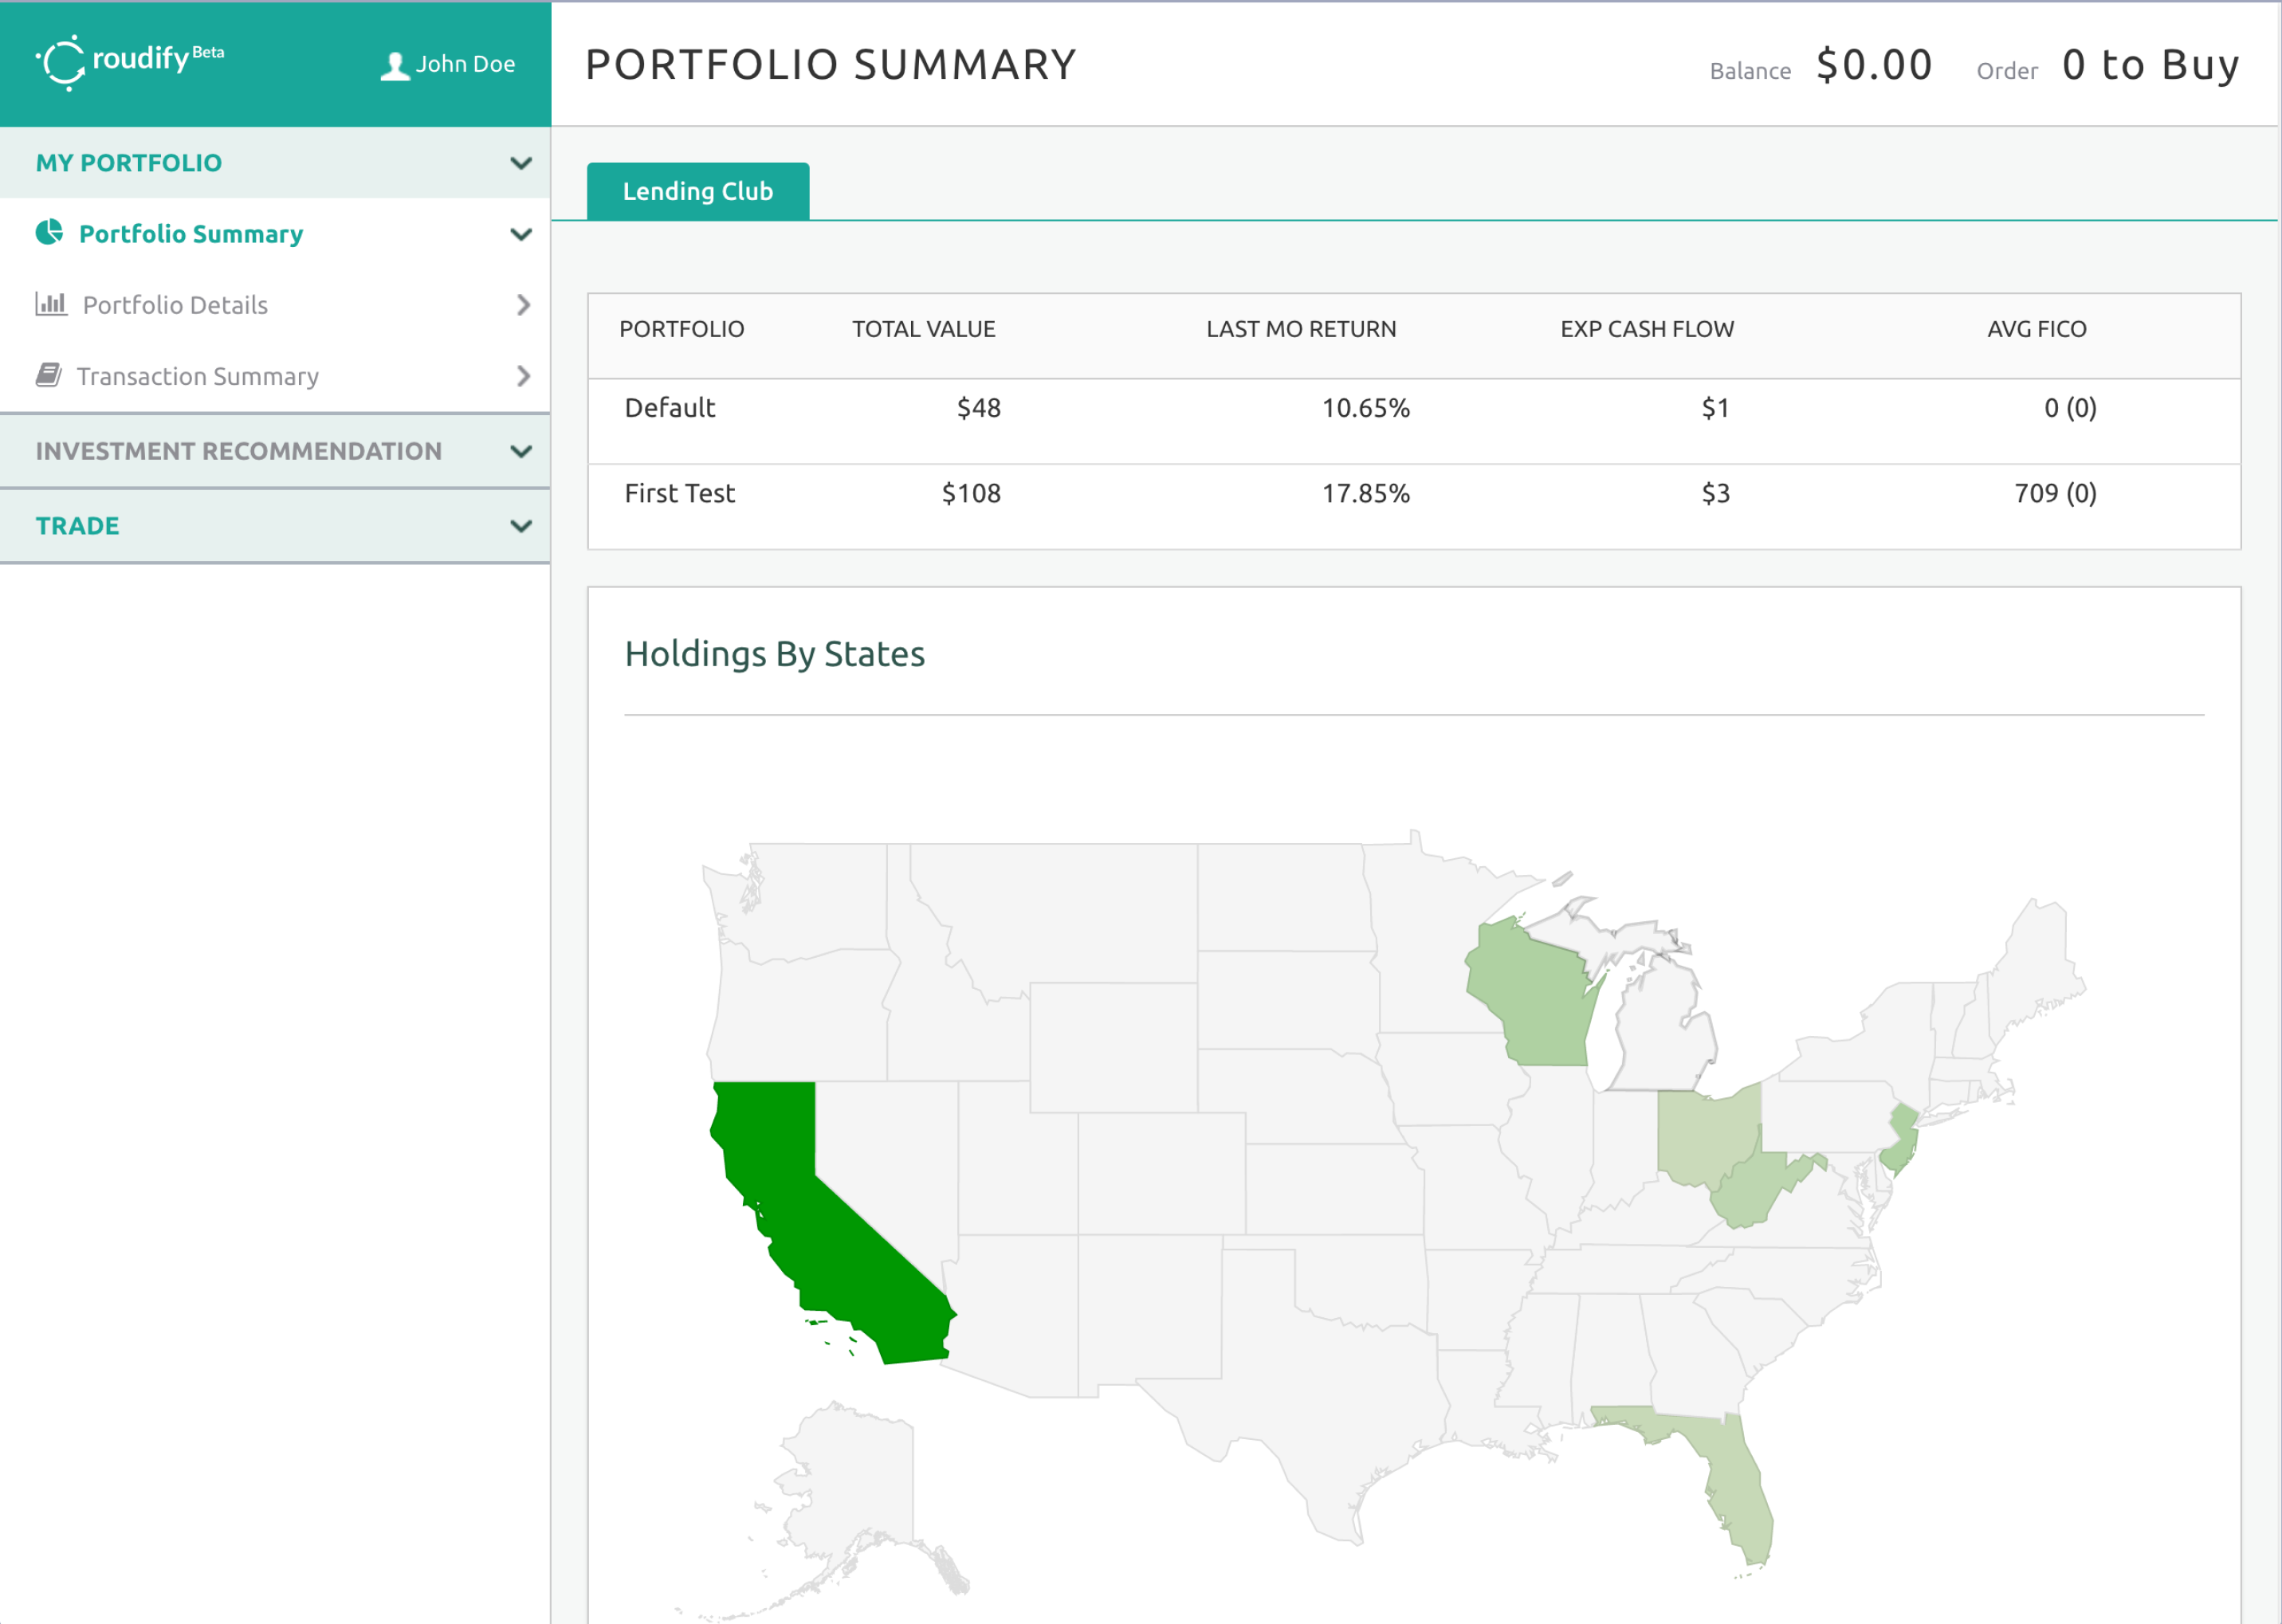 roudify Beta
John Doe
PORTFOLIO SUMMARY
Balance $0.00 Order 0 to Buy
MY PORTFOLIO
Portfolio Summary
Portfolio Details
Transaction Summary
INVESTMENT RECOMMENDATION
TRADE
Lending Club
PORTFOLIO TOTAL VALUE LAST MO RETURN EXP CASH FLOW AVG FICO
Default $48 10.65% $1 0 (0)
First Test $108 17.85% $3 709 (0)
Holdings By States